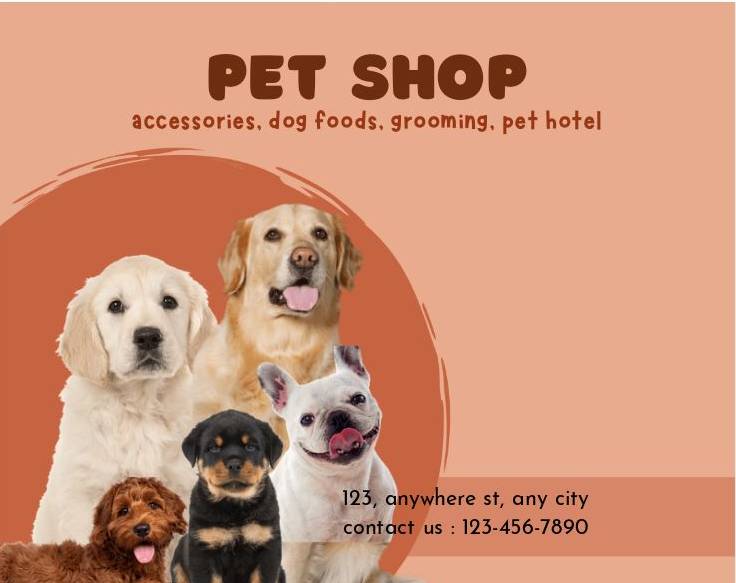 PET SHOP
accessories, dog foods, grooming, pet hotel
123, anywhere st, any city
contact us : 123-456-7890